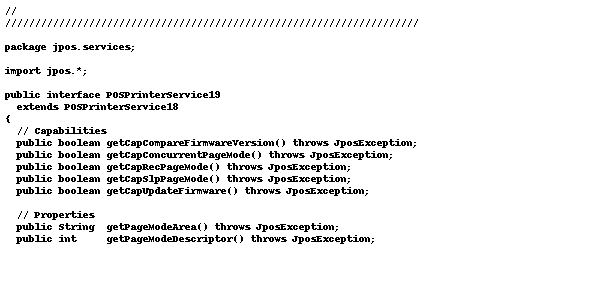 //
//////////////////////////////////////////////////////////////////////

package jpos.services;

import jpos.*;

public interface POSPrinterService19
  extends POSPrinterService18
{
  // Capabilities
  public boolean getCapCompareFirmwareVersion() throws JposException;
  public boolean getCapConcurrentPageMode() throws JposException;
  public boolean getCapRecPageMode() throws JposException;
  public boolean getCapSlpPageMode() throws JposException;
  public boolean getCapUpdateFirmware() throws JposException;

  // Properties
  public String  getPageModeArea() throws JposException;
  public int     getPageModeDescriptor() throws JposException;